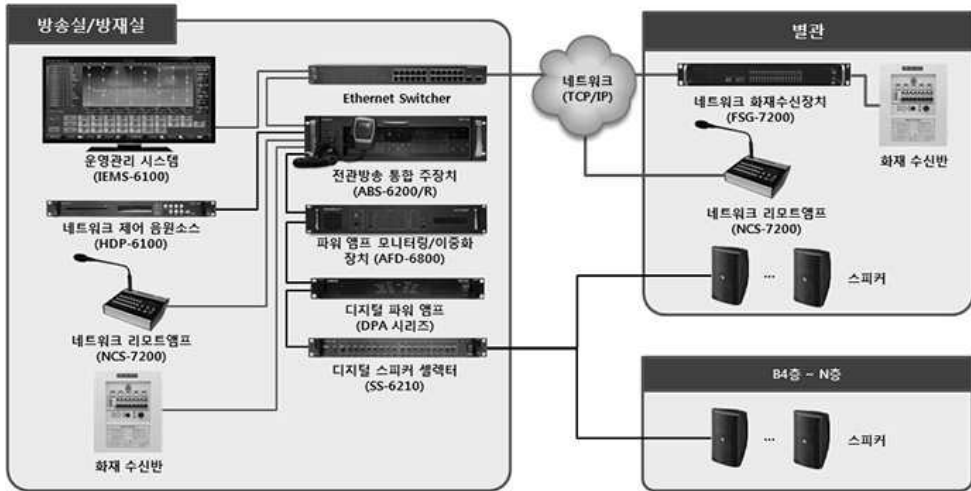 방송실/방재실
운영관리 시스템
(IEMS-6100)
네트워크 제어 음원소스
(HDP-6100)
네트워크 리모트앰프
(NCS-7200)
화재 수신반
Ethernet Switcher
전관방송 통합 주장치
(ABS-6200/R)
파워 앰프 모니터링/이중화
장치 (AFD-6800)
디지털 파워 앰프
(DPA 시리즈)
디지털 스피커 셀렉터
(SS-6210)
네트워크
(TCP/IP)
별관
네트워크 화재수신장치
(FSG-7200)
화재 수신반
네트워크 리모트앰프
(NCS-7200)
... 스피커
B4층 ~ N층
... 스피커